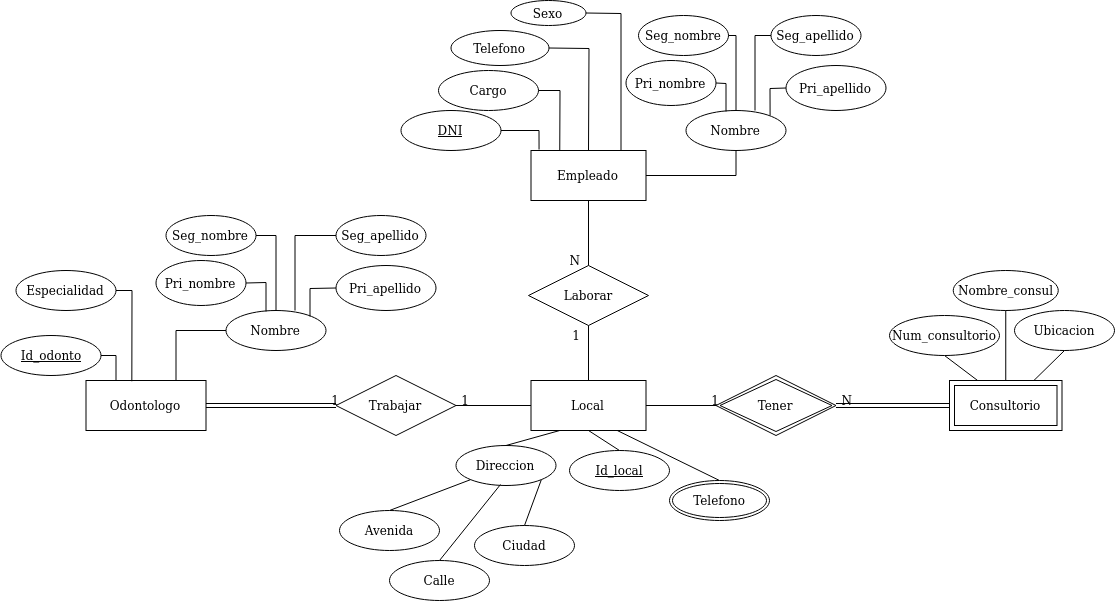 Sexo
Telefono
Cargo
DNI
Seg_nombre
Seg_apellido
Pri_nombre
Pri_apellido
Nombre
Empleado
N
Laborar
1
Seg_nombre
Seg_apellido
Pri_nombre
Pri_apellido
Nombre
Especialidad
Id_odonto
Odontologo
1
Trabajar
1
Local
1
Tener
N
Consultorio
Nombre_consul
Num_consultorio
Ubicacion
Direccion
Id_local
Telefono
Avenida
Ciudad
Calle